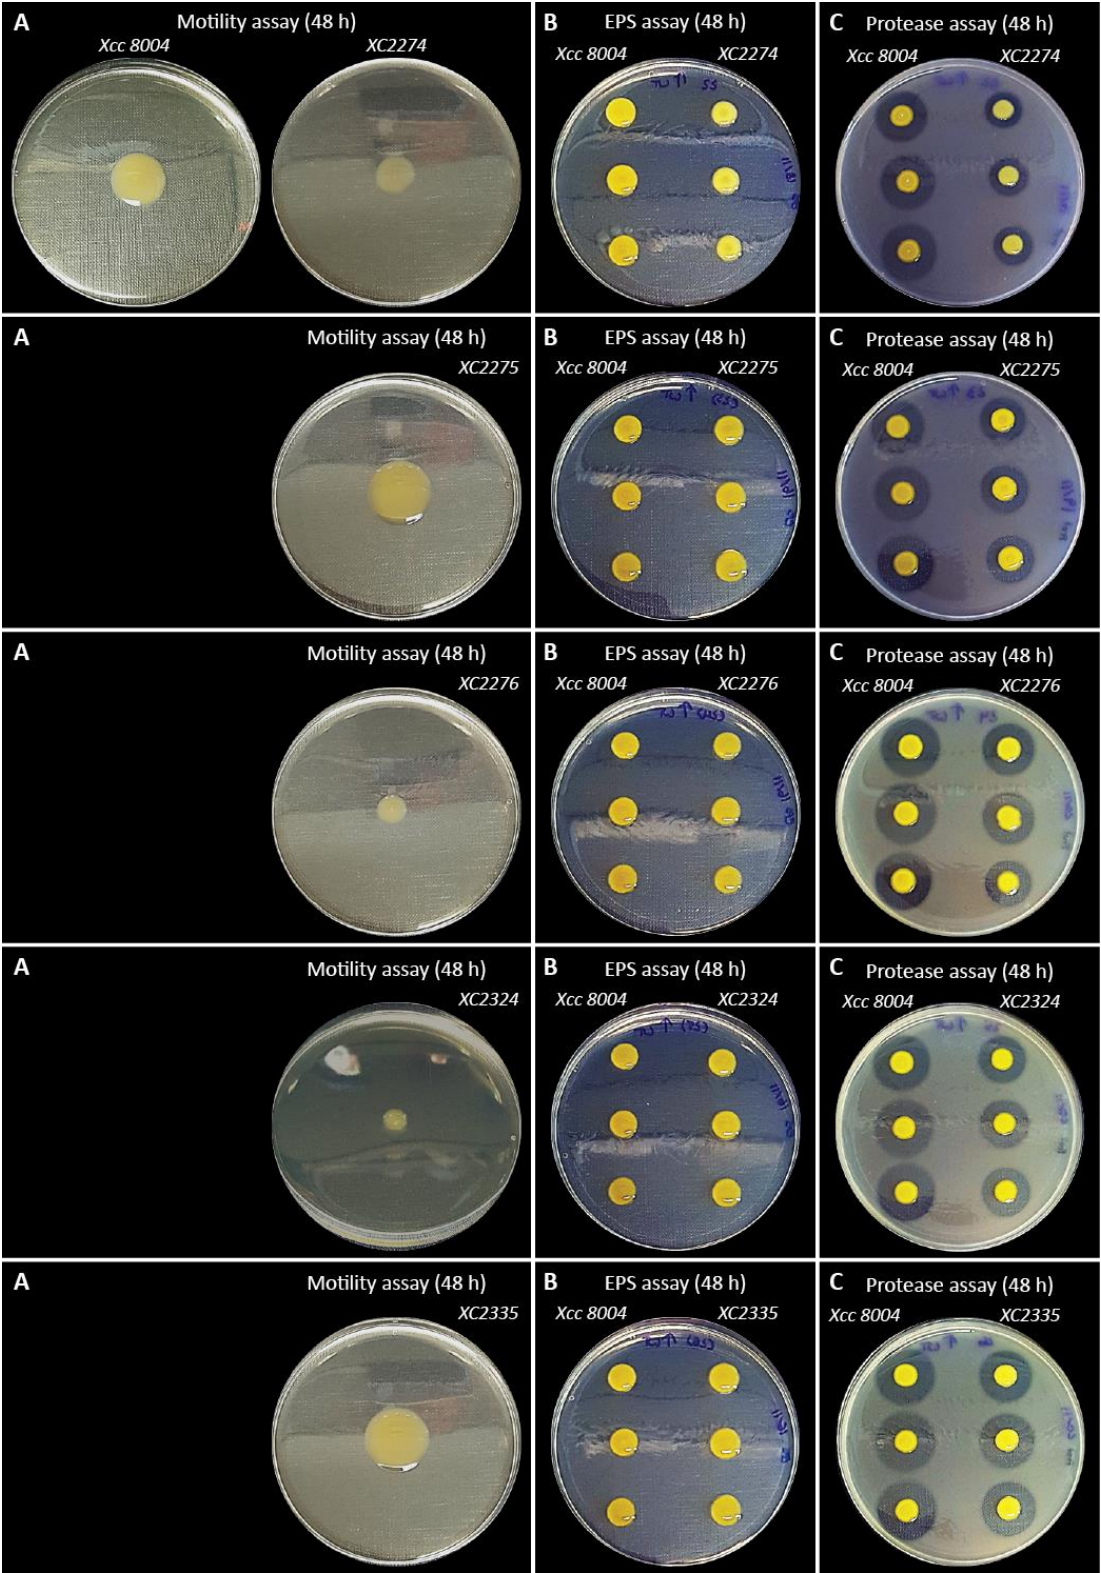 A Motility assay (48 h) B EPS assay (48 h) C Protease assay (48 h)
Xcc 8004 XC2274 Xcc 8004 XC2274 Xcc 8004 XC2274
A Motility assay (48 h) B EPS assay (48 h) C Protease assay (48 h)
XC2275 Xcc 8004 XC2275 Xcc 8004 XC2275
A Motility assay (48 h) B EPS assay (48 h) C Protease assay (48 h)
XC2276 Xcc 8004 XC2276 Xcc 8004 XC2276
A Motility assay (48 h) B EPS assay (48 h) C Protease assay (48 h)
XC2324 Xcc 8004 XC2324 Xcc 8004 XC2324
A Motility assay (48 h) B EPS assay (48 h) C Protease assay (48 h)
XC2335 Xcc 8004 XC2335 Xcc 8004 XC2335